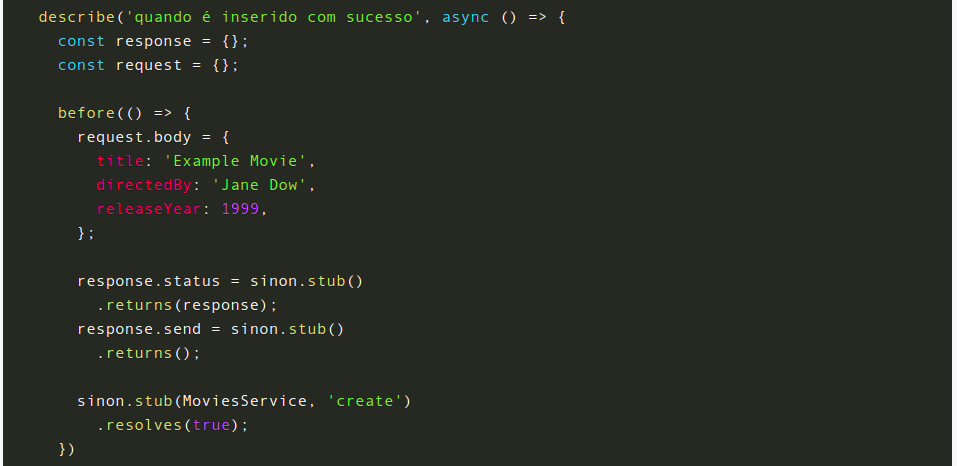 describe('quando é inserido com sucesso', async () => {
  const response = {};
  const request = {};

  before(() => {
    request.body = {
      title: 'Example Movie',
      directedBy: 'Jane Dow',
      releaseYear: 1999,
    };

    response.status = sinon.stub()
      .returns(response);
    response.send = sinon.stub()
      .returns();

    sinon.stub(MoviesService, 'create')
      .resolves(true);
  })